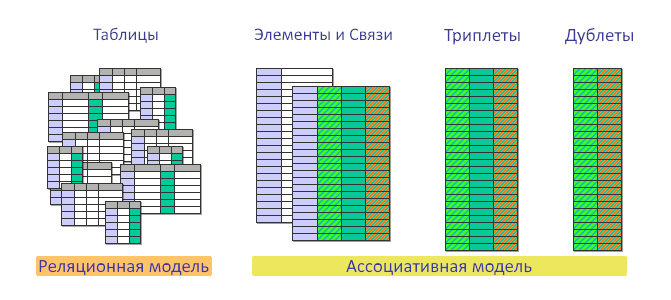 Таблицы
Элементы и Связи
Триплеты
Дублеты
Реляционная модель
Ассоциативная модель